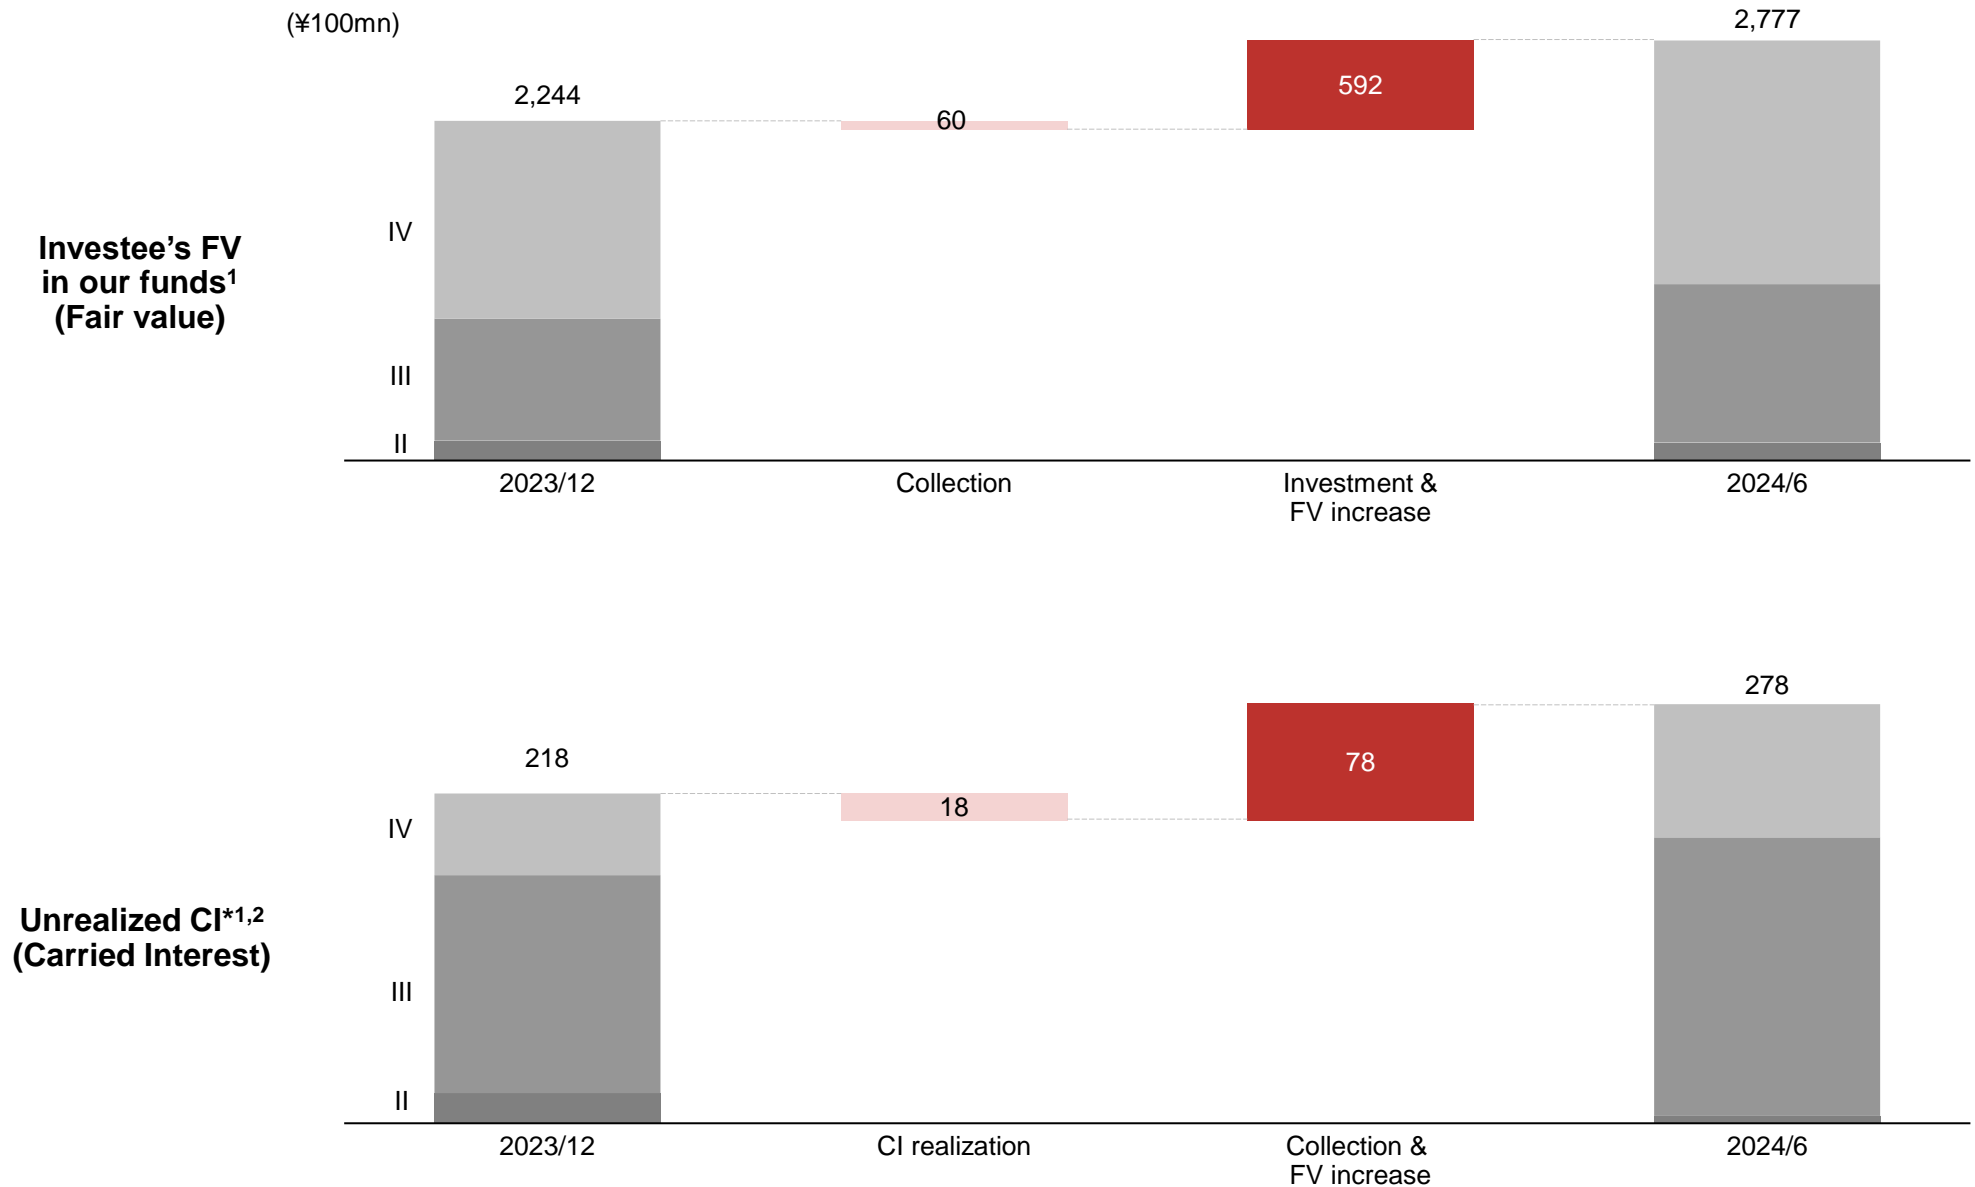 (¥100mn)
2,777
592
2,244
60
IV
Investee’s FV
in our funds¹
(Fair value)
III
II
2023/12
Collection
Investment &
FV increase
2024/6
278
218
78
18
IV
Unrealized CI*¹,²
(Carried Interest)
III
II
2023/12
CI realization
Collection &
FV increase
2024/6